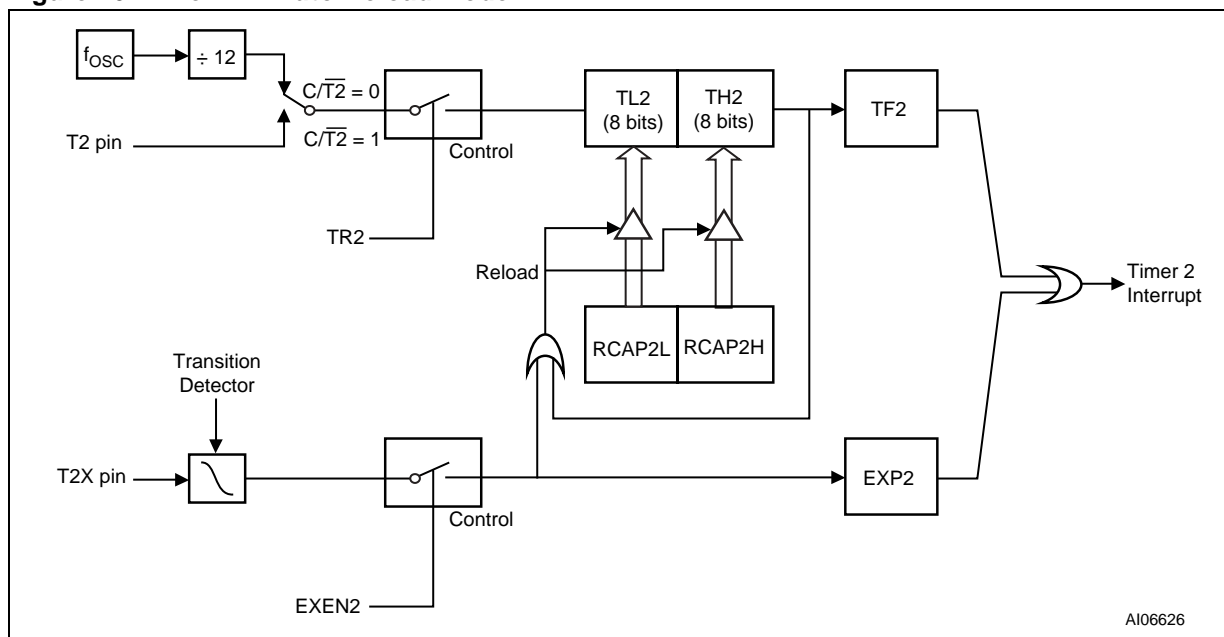 fOSC
÷ 12
C/T2 = 0
C/T2 = 1
T2 pin
Control
TR2
TL2
(8 bits)
TH2
(8 bits)
TF2
Reload
RCAP2L
RCAP2H
Timer 2
Interrupt
Transition
Detector
T2X pin
Control
EXP2
EXEN2
AI06626